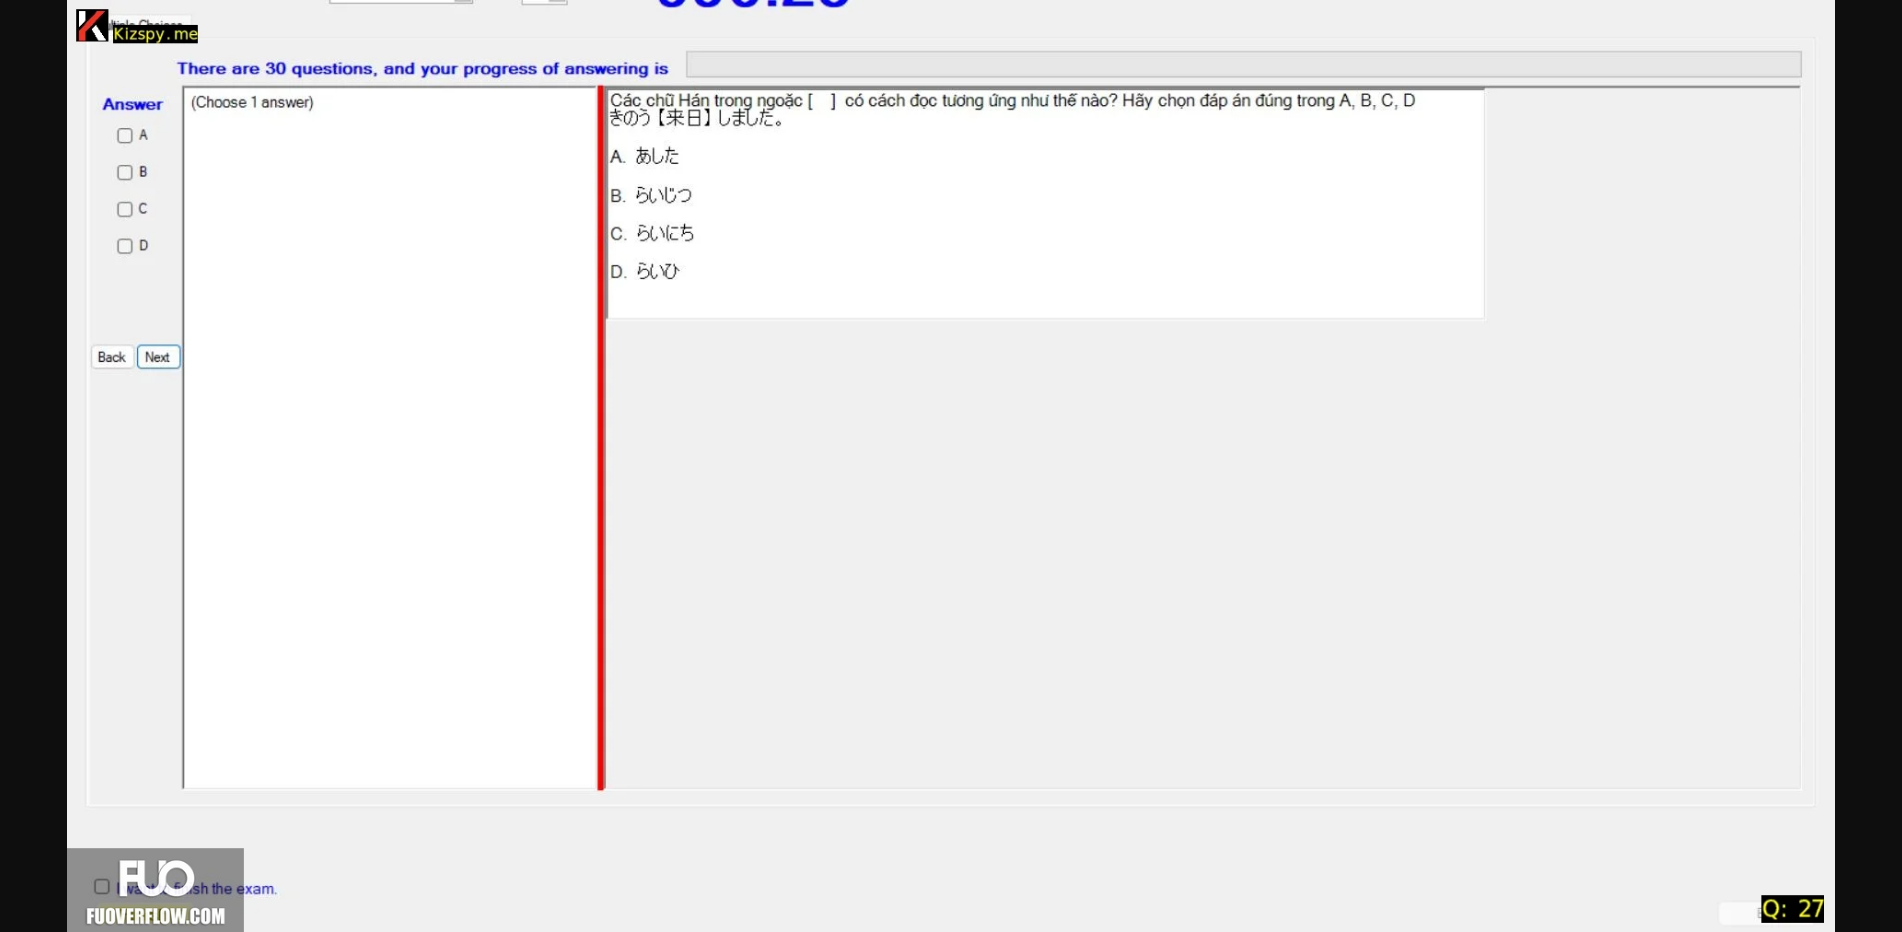 Kizspy.me
There are 30 questions, and your progress of answering is
Answer
(Choose 1 answer)
A
B
C
D
Back
Next
Các chữ Hán trong ngoặc [   ] có cách đọc tương ứng như thế nào? Hãy chọn đáp án đúng trong A, B, C, D
きのう【来日】しました。
A. あした
B. らいじつ
C. らいにち
D. らいひ
FUO
finish the exam.
FUOVERFLOW.COM
Q: 27